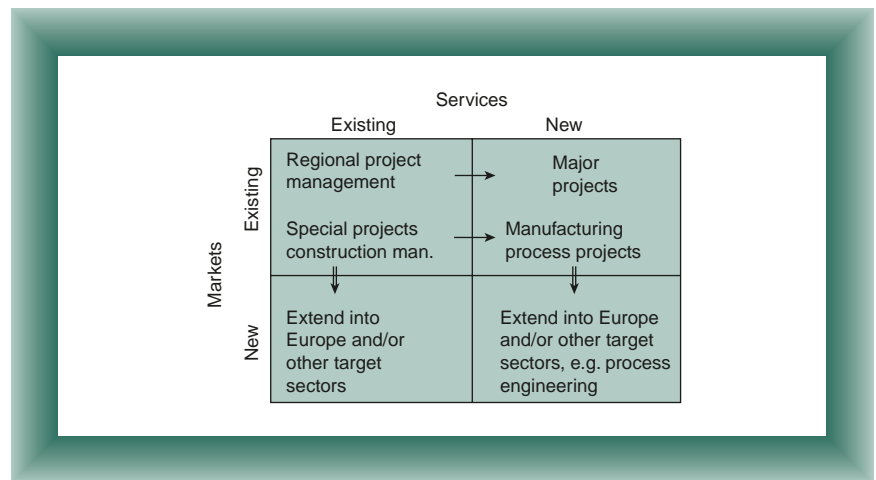 Services
Existing
New
Markets
Existing
Regional project
management
Major
projects
Special projects
construction man.
Manufacturing
process projects
New
Extend into
Europe and/or
other target
sectors
Extend into Europe
and/or other target
sectors, e.g. process
engineering